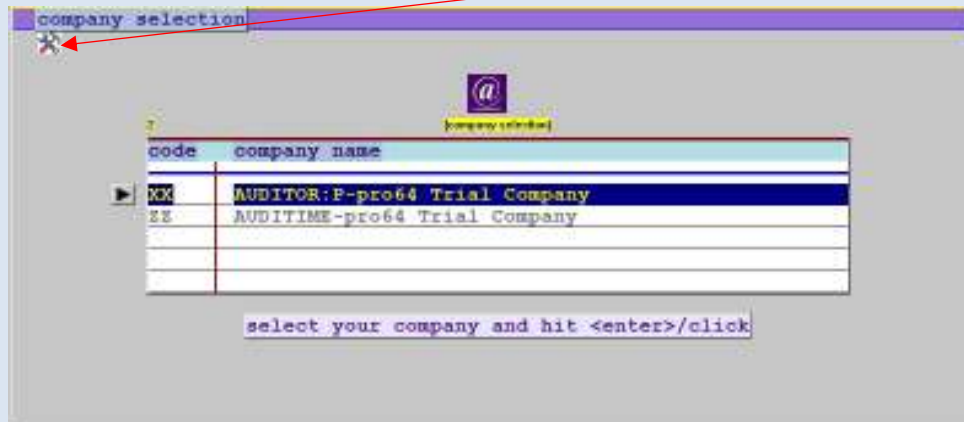 company selection
@
[company selection]
code company name
XX AUDITOR:P-pro64 Trial Company
ZZ AUDITIME-pro64 Trial Company
select your company and hit <enter>/click